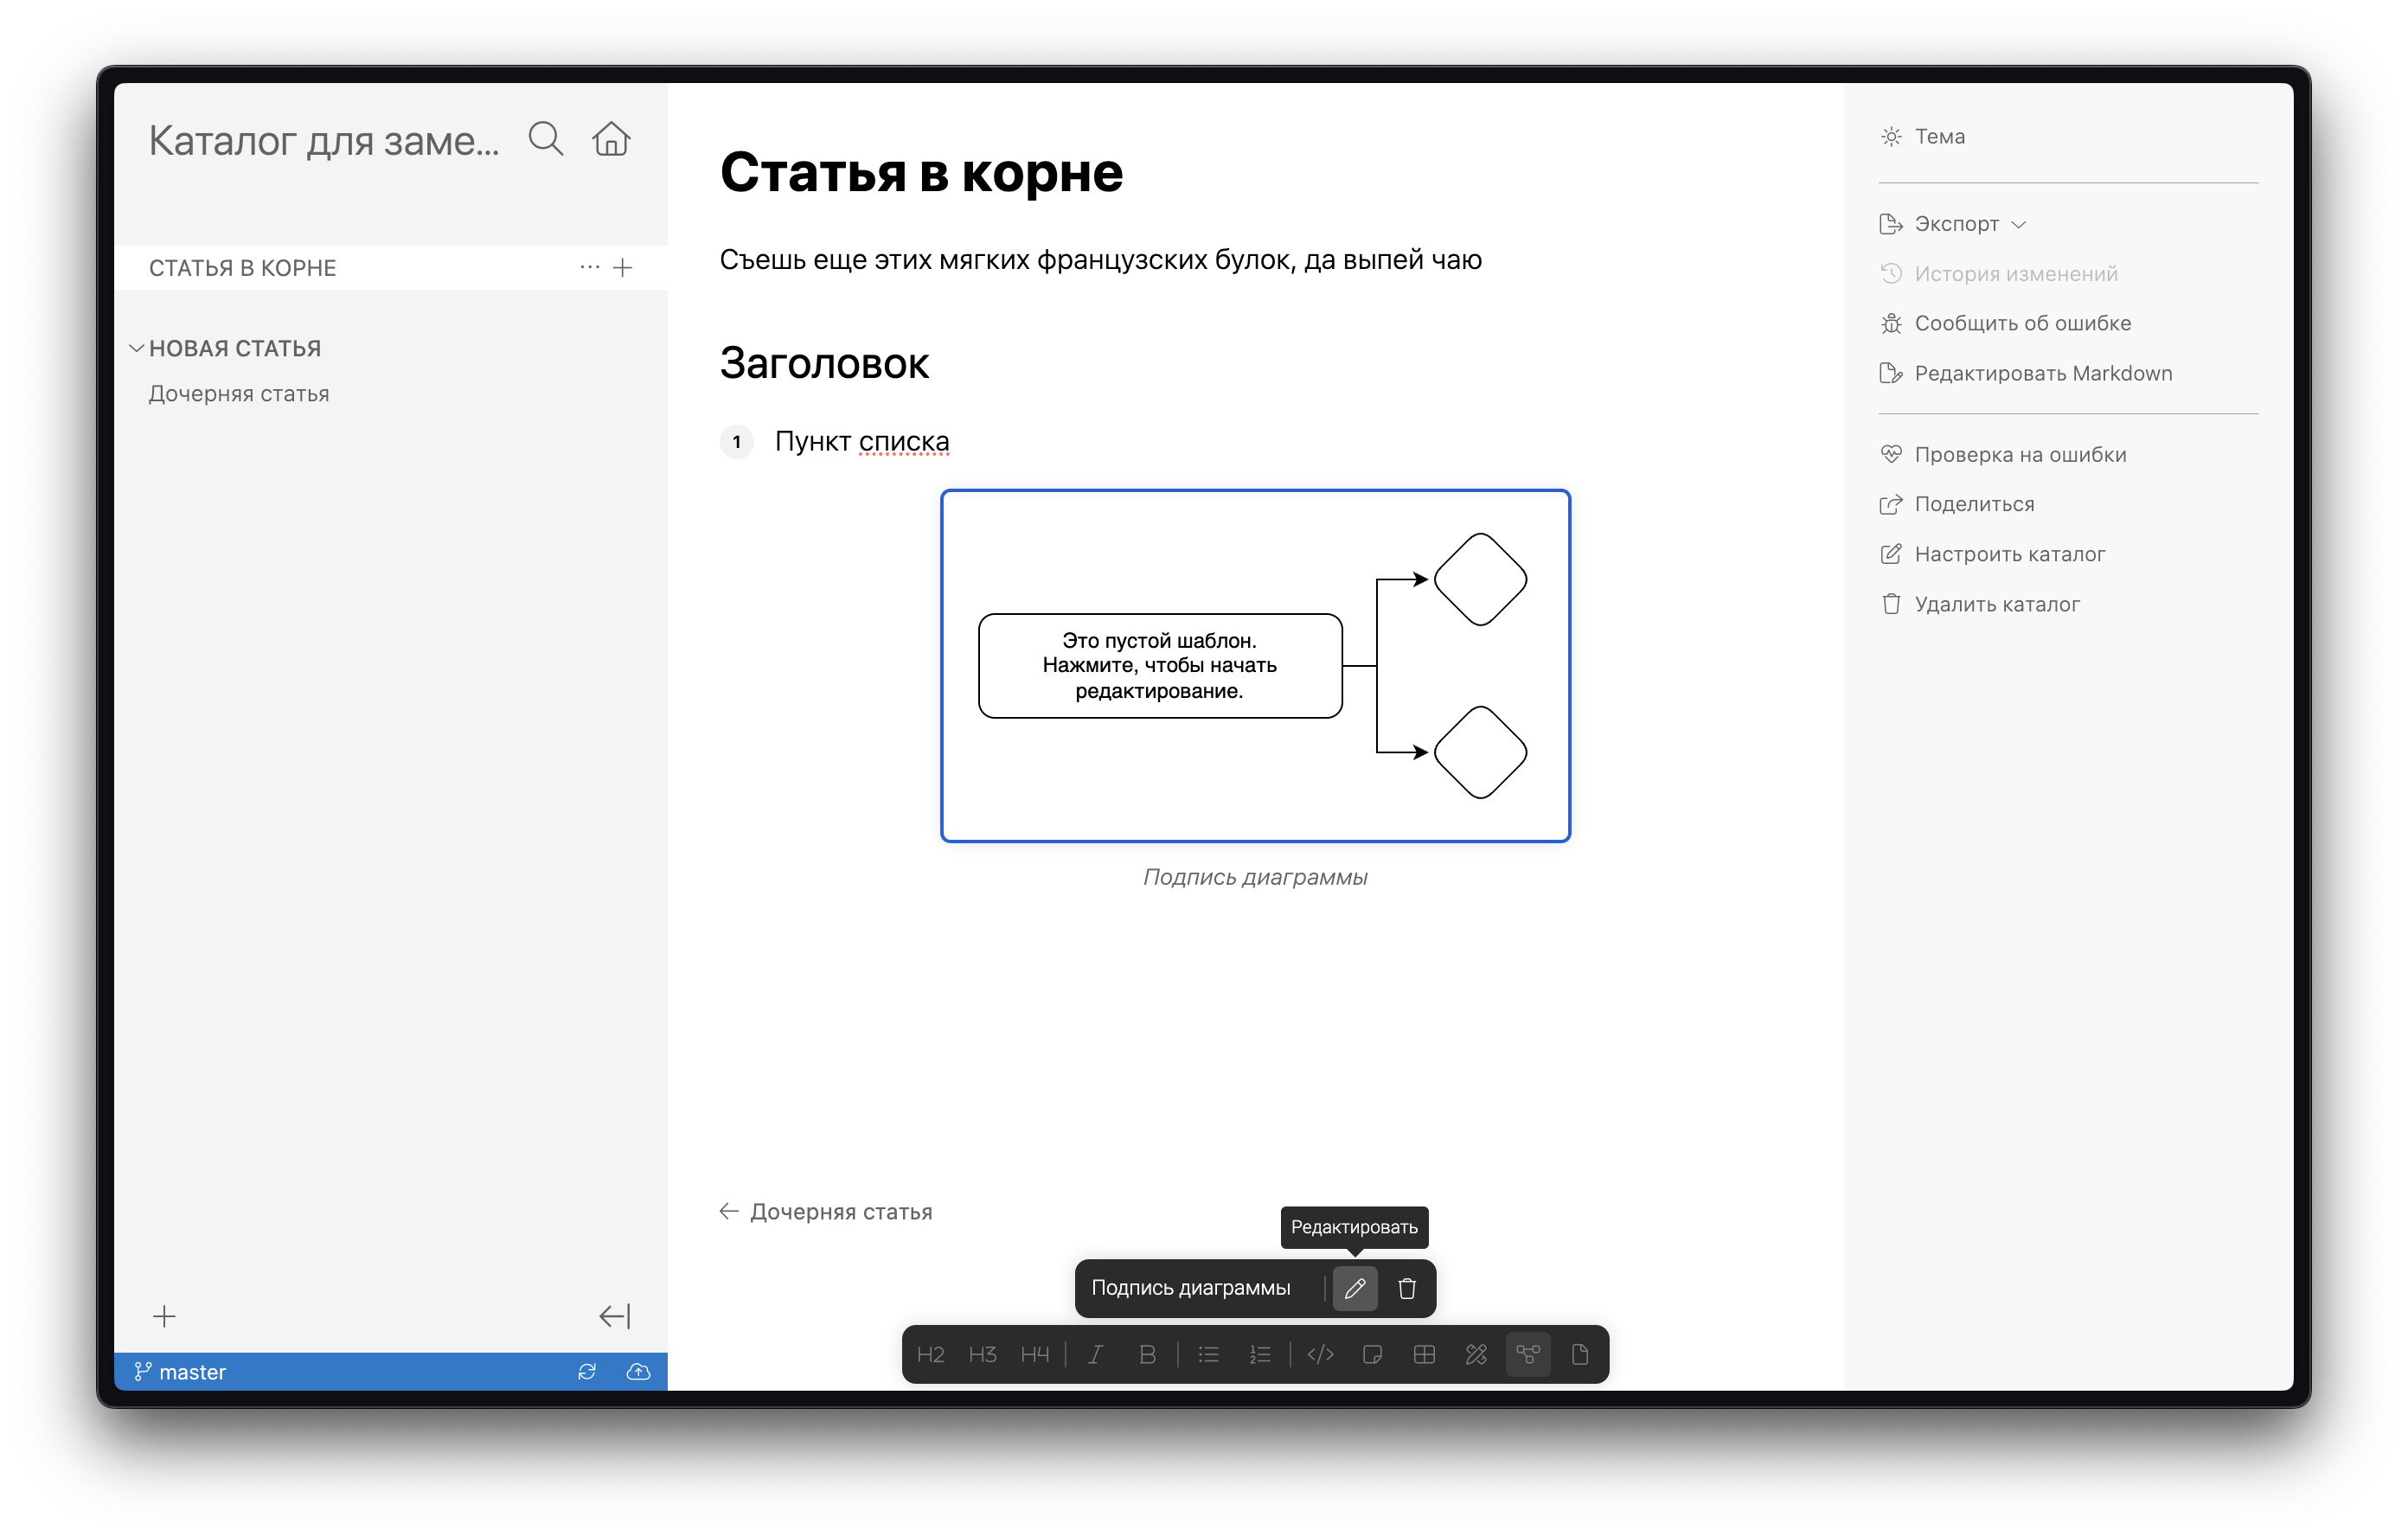 Каталог для заме...
СТАТЬЯ В КОРНЕ
НОВАЯ СТАТЬЯ
Дочерняя статья
master
Статья в корне
Съешь еще этих мягких французских булок, да выпей чаю
Заголовок
1 Пункт списка
Это пустой шаблон.
Нажмите, чтобы начать
редактирование.
Подпись диаграммы
Дочерняя статья
Редактировать
Подпись диаграммы
H2 H3 H4 I B
Тема
Экспорт
История изменений
Сообщить об ошибке
Редактировать Markdown
Проверка на ошибки
Поделиться
Настроить каталог
Удалить каталог